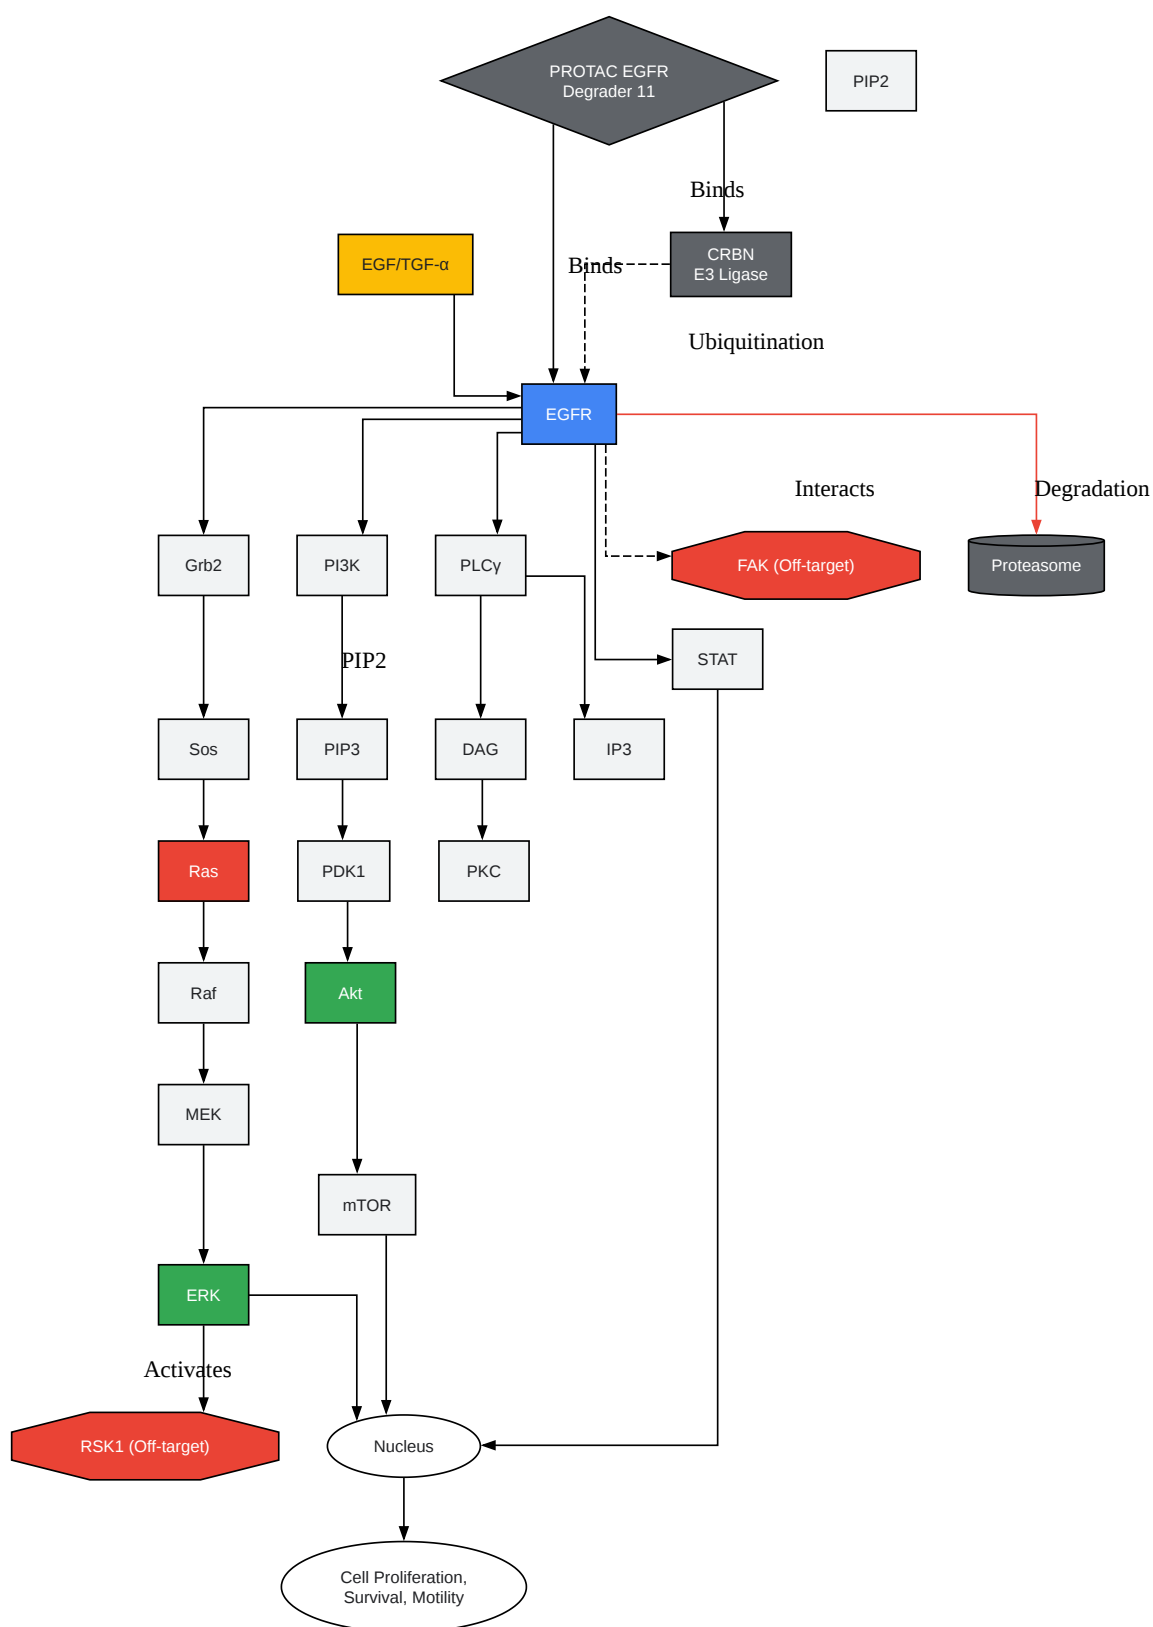 PROTAC EGFR
Degrader 11
PIP2
Binds
EGF/TGF-α
Binds
CRBN
E3 Ligase
Ubiquitination
EGFR
Interacts
Degradation
Grb2
PI3K
PLCγ
FAK (Off-target)
Proteasome
PIP2
STAT
Sos
PIP3
DAG
IP3
Ras
PDK1
PKC
Raf
Akt
MEK
mTOR
ERK
Activates
RSK1 (Off-target)
Nucleus
Cell Proliferation,
Survival, Motility